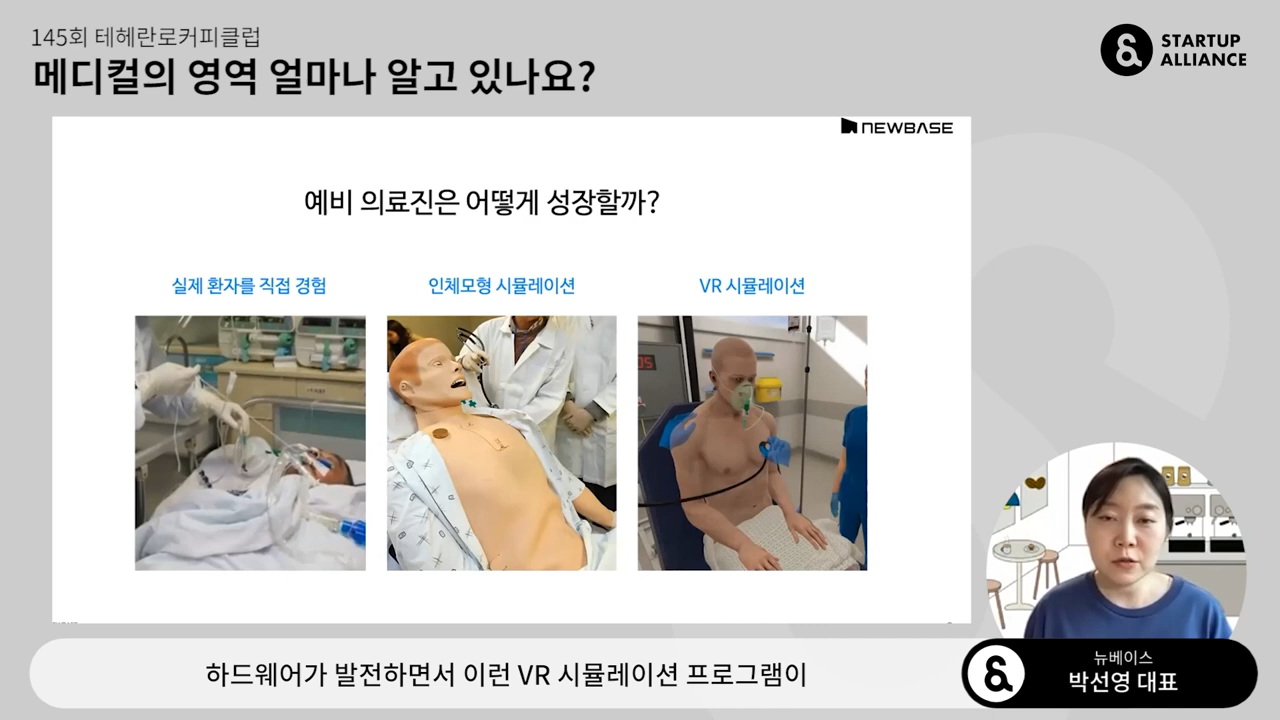 145회 테헤란로커피클럽
메디컬의 영역 얼마나 알고 있나요?
STARTUP
ALLIANCE
NEWBASE
예비 의료진은 어떻게 성장할까?
실제 환자를 직접 경험
인체모형 시뮬레이션
VR 시뮬레이션
하드웨어가 발전하면서 이런 VR 시뮬레이션 프로그램이
뉴베이스
박선영 대표